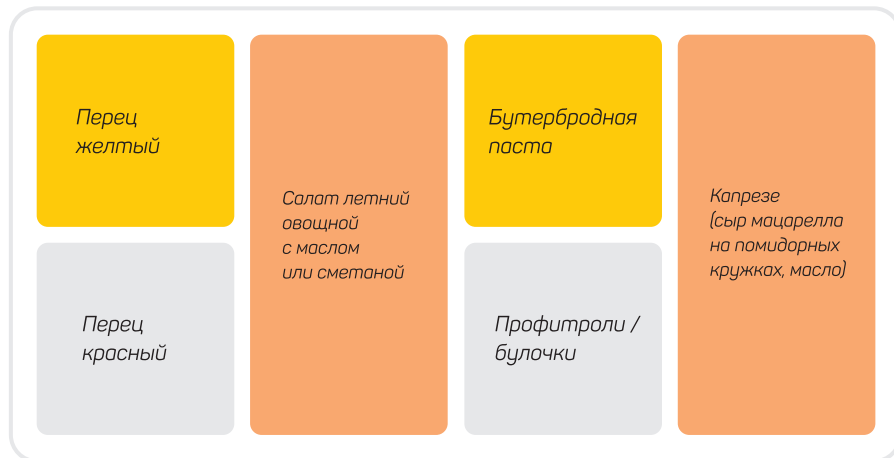 Перец
желтый
Перец
красный
Салат летний
овощной
с маслом
или сметаной
Бутербродная
паста
Профитроли /
булочки
Капрезе
(сыр мацарелла
на помидорных
кружках, масло)